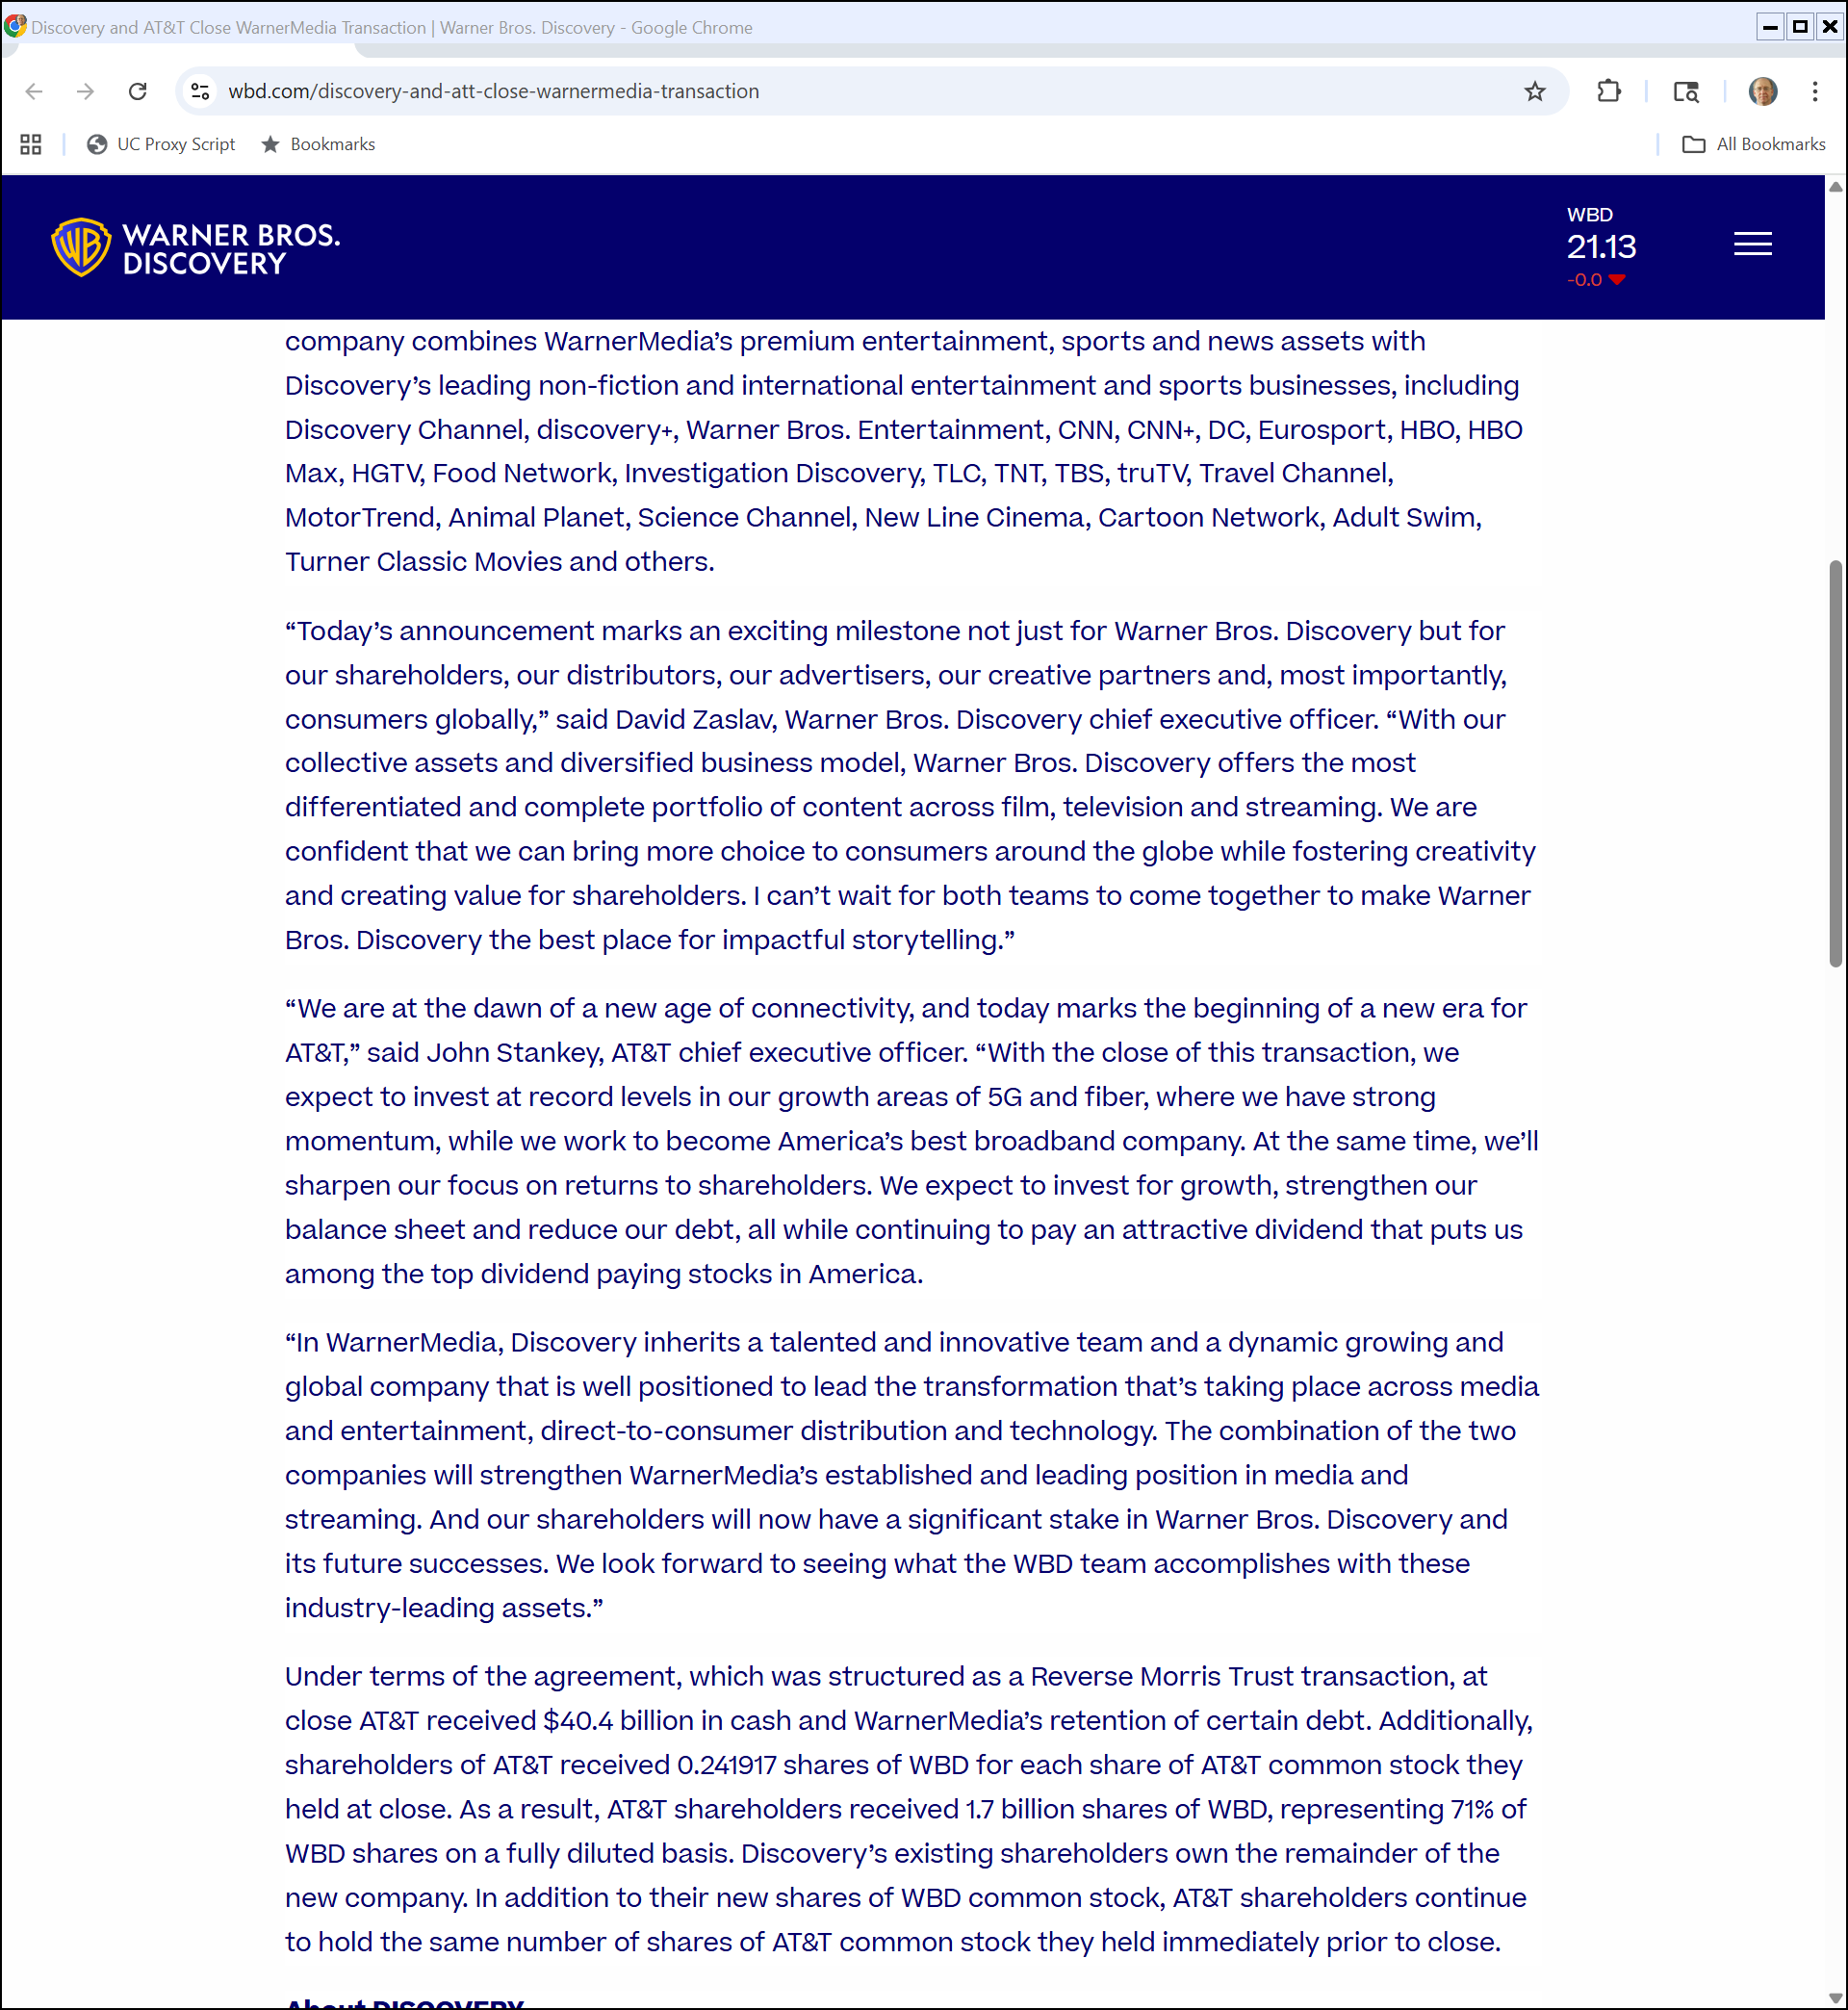 Discovery and AT&T Close WarnerMedia Transaction | Warner Bros. Discovery - Google Chrome
wbd.com/discovery-and-att-close-warnermedia-transaction
UC Proxy Script
Bookmarks
All Bookmarks
WB
WARNER BROS.
DISCOVERY
WBD
21.13
-0.0
company combines WarnerMedia’s premium entertainment, sports and news assets with
Discovery’s leading non-fiction and international entertainment and sports businesses, including
Discovery Channel, discovery+, Warner Bros. Entertainment, CNN, CNN+, DC, Eurosport, HBO, HBO
Max, HGTV, Food Network, Investigation Discovery, TLC, TNT, TBS, truTV, Travel Channel,
MotorTrend, Animal Planet, Science Channel, New Line Cinema, Cartoon Network, Adult Swim,
Turner Classic Movies and others.
“Today’s announcement marks an exciting milestone not just for Warner Bros. Discovery but for
our shareholders, our distributors, our advertisers, our creative partners and, most importantly,
consumers globally,” said David Zaslav, Warner Bros. Discovery chief executive officer. “With our
collective assets and diversified business model, Warner Bros. Discovery offers the most
differentiated and complete portfolio of content across film, television and streaming. We are
confident that we can bring more choice to consumers around the globe while fostering creativity
and creating value for shareholders. I can’t wait for both teams to come together to make Warner
Bros. Discovery the best place for impactful storytelling.”
“We are at the dawn of a new age of connectivity, and today marks the beginning of a new era for
AT&T,” said John Stankey, AT&T chief executive officer. “With the close of this transaction, we
expect to invest at record levels in our growth areas of 5G and fiber, where we have strong
momentum, while we work to become America’s best broadband company. At the same time, we’ll
sharpen our focus on returns to shareholders. We expect to invest for growth, strengthen our
balance sheet and reduce our debt, all while continuing to pay an attractive dividend that puts us
among the top dividend paying stocks in America.
“In WarnerMedia, Discovery inherits a talented and innovative team and a dynamic growing and
global company that is well positioned to lead the transformation that’s taking place across media
and entertainment, direct-to-consumer distribution and technology. The combination of the two
companies will strengthen WarnerMedia’s established and leading position in media and
streaming. And our shareholders will now have a significant stake in Warner Bros. Discovery and
its future successes. We look forward to seeing what the WBD team accomplishes with these
industry-leading assets.”
Under terms of the agreement, which was structured as a Reverse Morris Trust transaction, at
close AT&T received $40.4 billion in cash and WarnerMedia’s retention of certain debt. Additionally,
shareholders of AT&T received 0.241917 shares of WBD for each share of AT&T common stock they
held at close. As a result, AT&T shareholders received 1.7 billion shares of WBD, representing 71% of
WBD shares on a fully diluted basis. Discovery’s existing shareholders own the remainder of the
new company. In addition to their new shares of WBD common stock, AT&T shareholders continue
to hold the same number of shares of AT&T common stock they held immediately prior to close.
About DISCOVERY